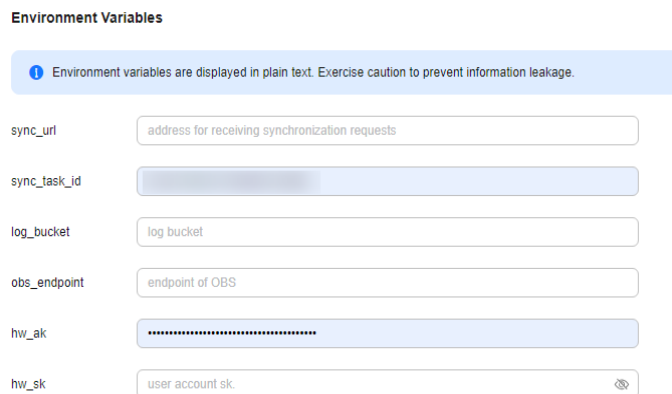 Environment Variables
Environment variables are displayed in plain text. Exercise caution to prevent information leakage.
sync_url address for receiving synchronization requests
sync_task_id
log_bucket log bucket
obs_endpoint endpoint of OBS
hw_ak
hw_sk user account sk.